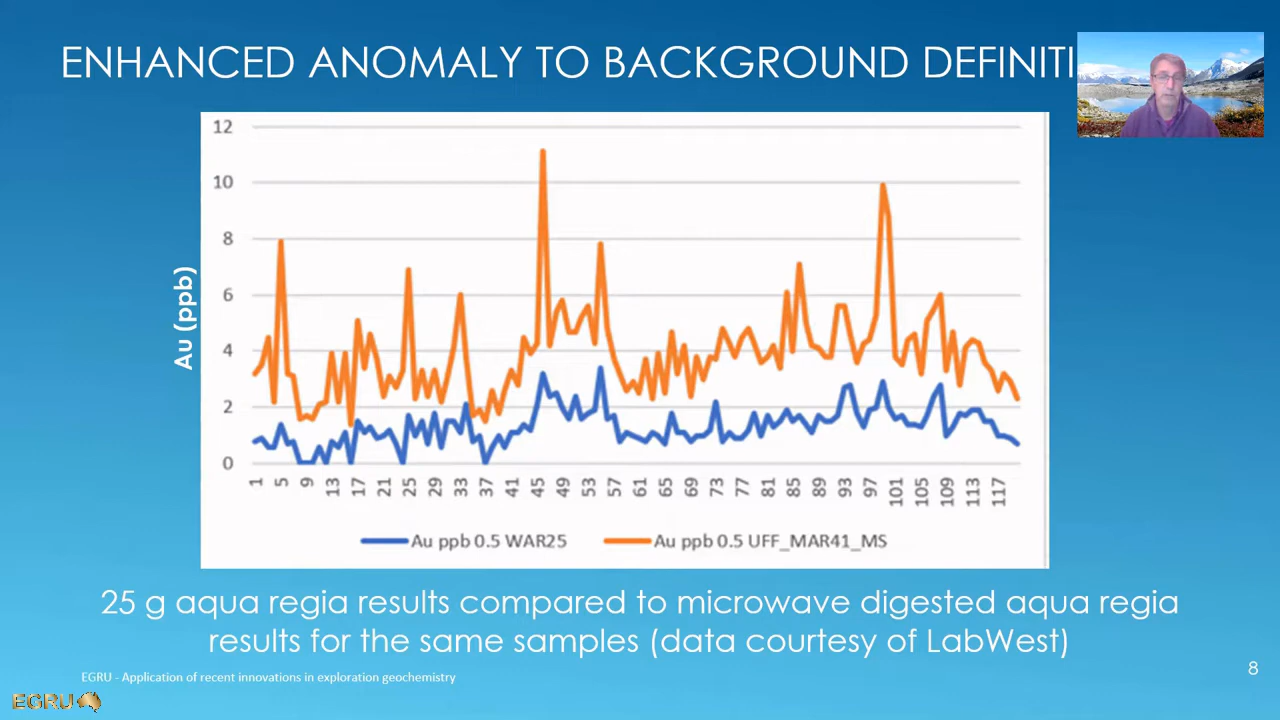 ENHANCED ANOMALY TO BACKGROUND DEFINITI
12
10
8
6
4
2
0
Au (ppb)
1 5 9 13 17 21 25 29 33 37 41 45 49 53 57 61 65 69 73 77 81 85 89 93 97 101 105 109 113 117
Au ppb 0.5 WAR25 Au ppb 0.5 UFF_MAR41_MS
25 g aqua regia results compared to microwave digested aqua regia
results for the same samples (data courtesy of LabWest)
EGRU - Application of recent innovations in exploration geochemistry
8
EGRU